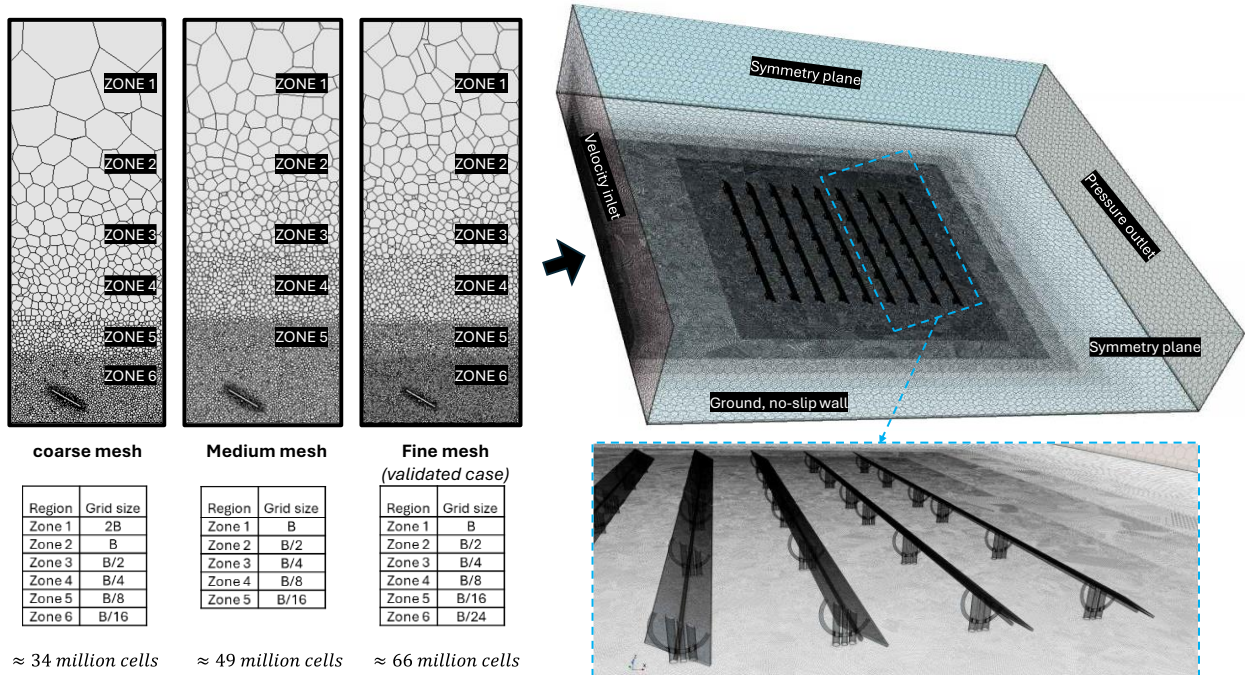 ZONE 1
ZONE 2
ZONE 3
ZONE 4
ZONE 5
ZONE 6
coarse mesh
Region Grid size
Zone 1 2B
Zone 2 B
Zone 3 B/2
Zone 4 B/4
Zone 5 B/8
Zone 6 B/16
≈ 34 million cells
ZONE 1
ZONE 2
ZONE 3
ZONE 4
ZONE 5
Medium mesh
Region Grid size
Zone 1 B
Zone 2 B/2
Zone 3 B/4
Zone 4 B/8
Zone 5 B/16
≈ 49 million cells
ZONE 1
ZONE 2
ZONE 3
ZONE 4
ZONE 5
ZONE 6
Fine mesh
(validated case)
Region Grid size
Zone 1 B
Zone 2 B/2
Zone 3 B/4
Zone 4 B/8
Zone 5 B/16
Zone 6 B/24
≈ 66 million cells
Symmetry plane
Velocity inlet
Pressure outlet
Symmetry plane
Ground, no-slip wall